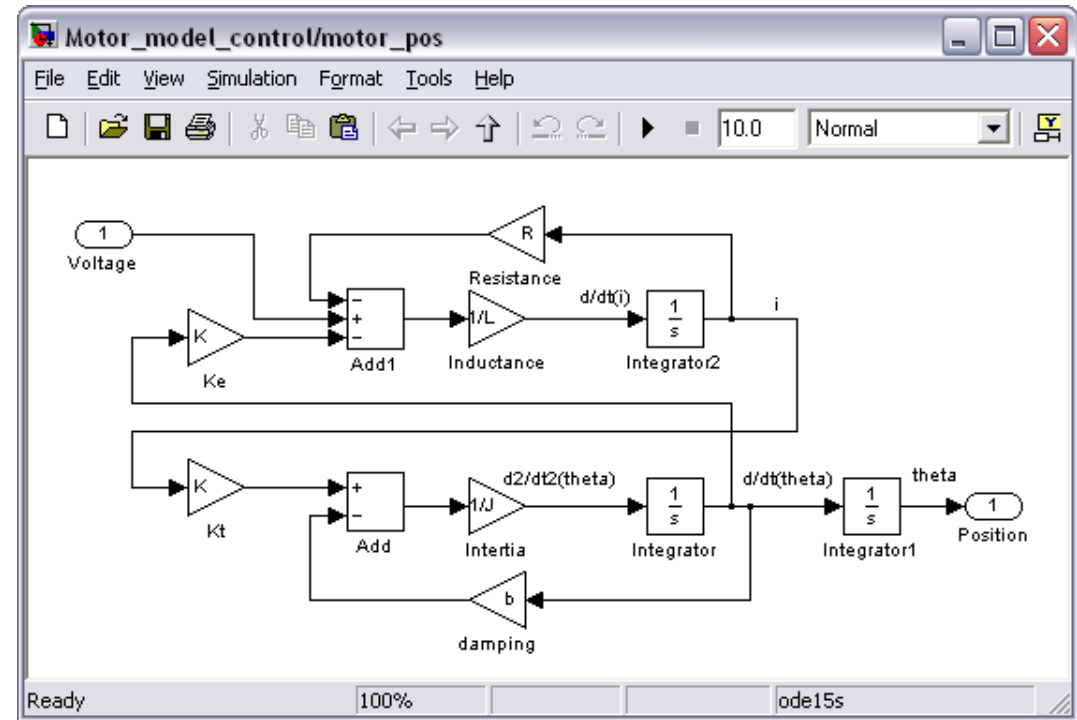 Motor_model_control/motor_pos
File Edit View Simulation Format Tools Help
10.0 Normal
1
Voltage
R
Resistance
K
Ke
−
+
−
Add1
1/L
Inductance
d/dt(i)
1
s
Integrator2
i
K
Kt
+
−
Add
1/J
Intertia
d2/dt2(theta)
1
s
Integrator
d/dt(theta)
1
s
Integrator1
theta
1
Position
b
damping
Ready 100% ode15s